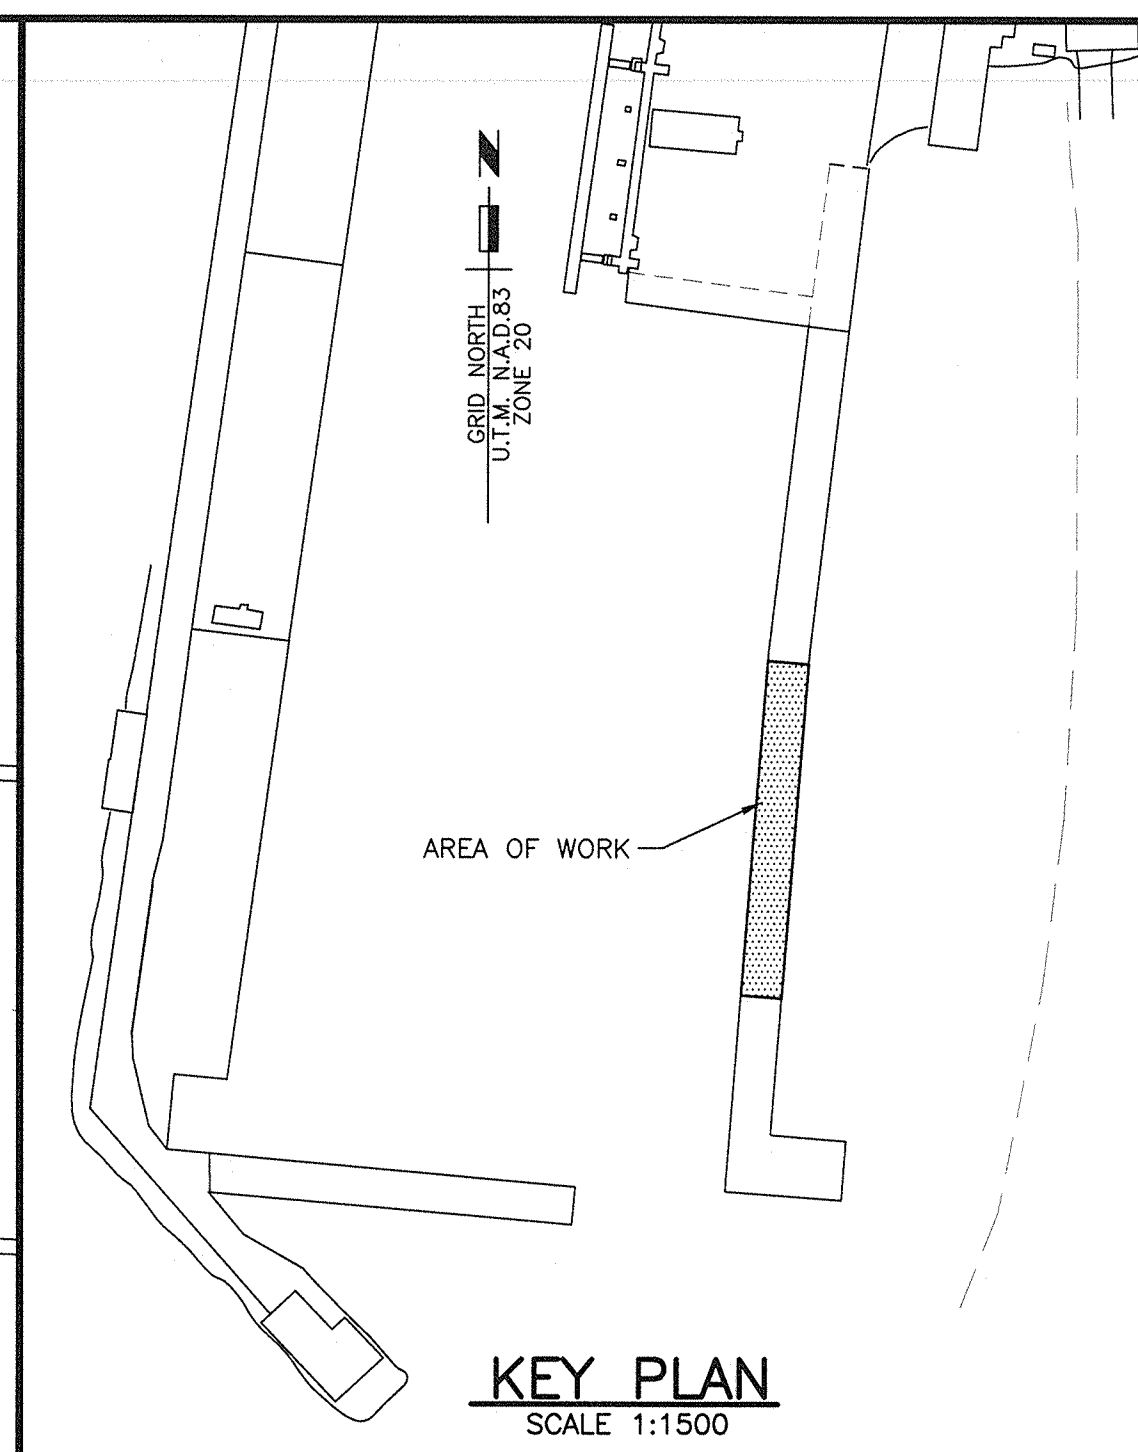 N
GRID NORTH
U.T.M. N.A.D.83
ZONE 20
AREA OF WORK
KEY PLAN
SCALE 1:1500